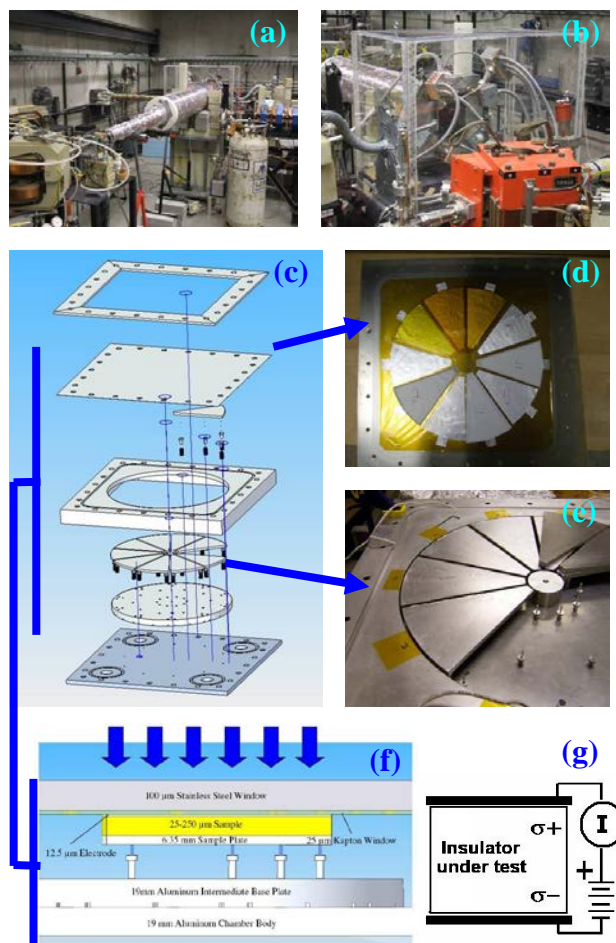 (a)
(b)
(c)
(d)
(e)
(f)
100 µm Stainless Steel Window
25-250 µm Sample
6.35 mm Sample Plate
12.5 µm Electrode
25 µm Kapton Window
19mm Aluminum Intermediate Base Plate
19 mm Aluminum Chamber Body
(g)
σ+
I
Insulator
under test
+
σ−